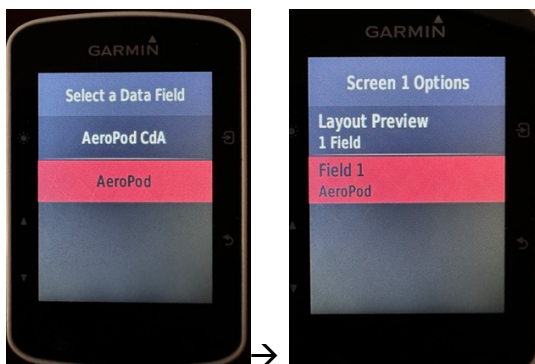 GARMIN
Select a Data Field
AeroPod CdA
AeroPod
→
GARMIN
Screen 1 Options
Layout Preview
1 Field
Field 1
AeroPod